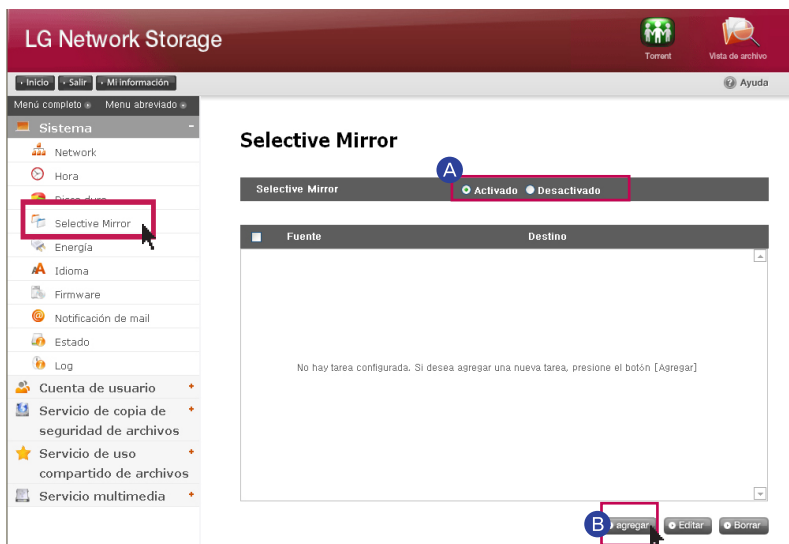 LG Network Storage
Torrent
Vista de archivo
Inicio Salir Mi información
Ayuda
Menú completo Menu abreviado
Sistema -
Network
Hora
Disco duro
Selective Mirror
Energía
Idioma
Firmware
Notificación de mail
Estado
Log
Cuenta de usuario +
Servicio de copia de +
seguridad de archivos
Servicio de uso +
compartido de archivos
Servicio multimedia +
Selective Mirror
A
Selective Mirror Activado Desactivado
Fuente Destino
No hay tarea configurada. Si desea agregar una nueva tarea, presione el botón [Agregar]
B agregar Editar Borrar